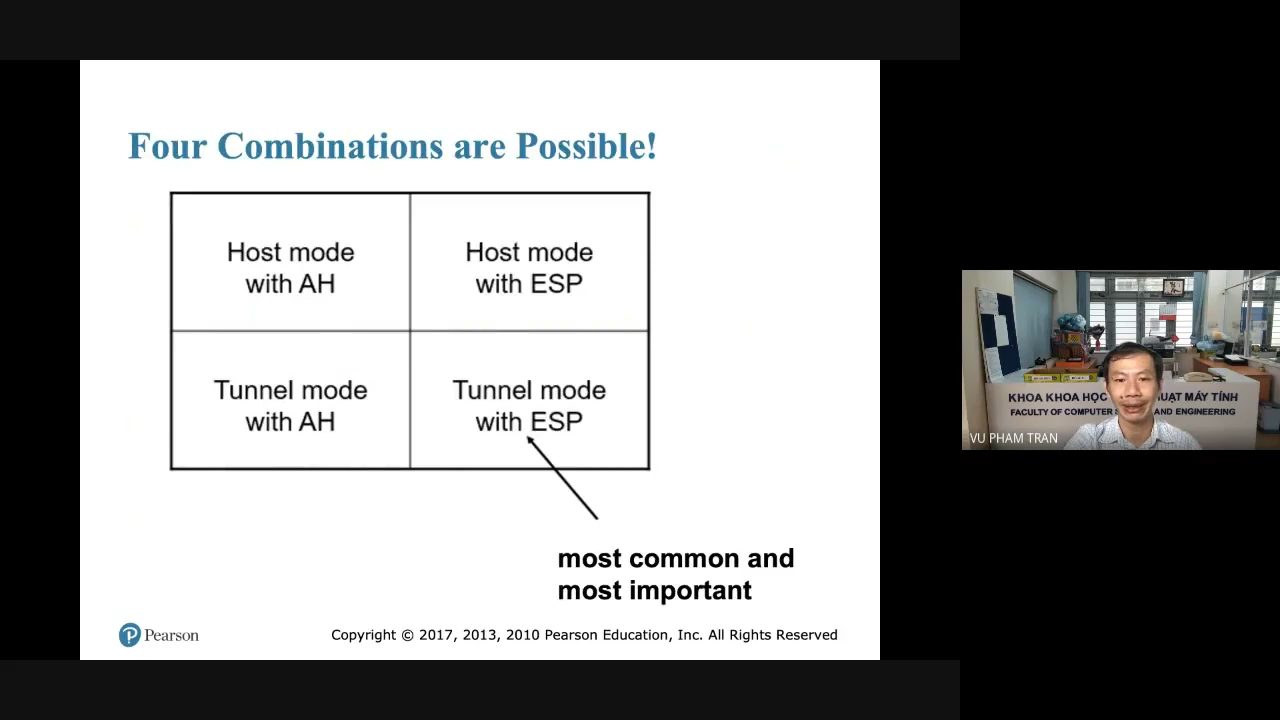 Four Combinations are Possible!
Host mode
with AH
Host mode
with ESP
Tunnel mode
with AH
Tunnel mode
with ESP
most common and
most important
Pearson
Copyright © 2017, 2013, 2010 Pearson Education, Inc. All Rights Reserved
KHOA KHOA HỌC UẬT MÁY TÍNH
FACULTY OF COMPUTER S AND ENGINEERING
VU PHAM TRAN